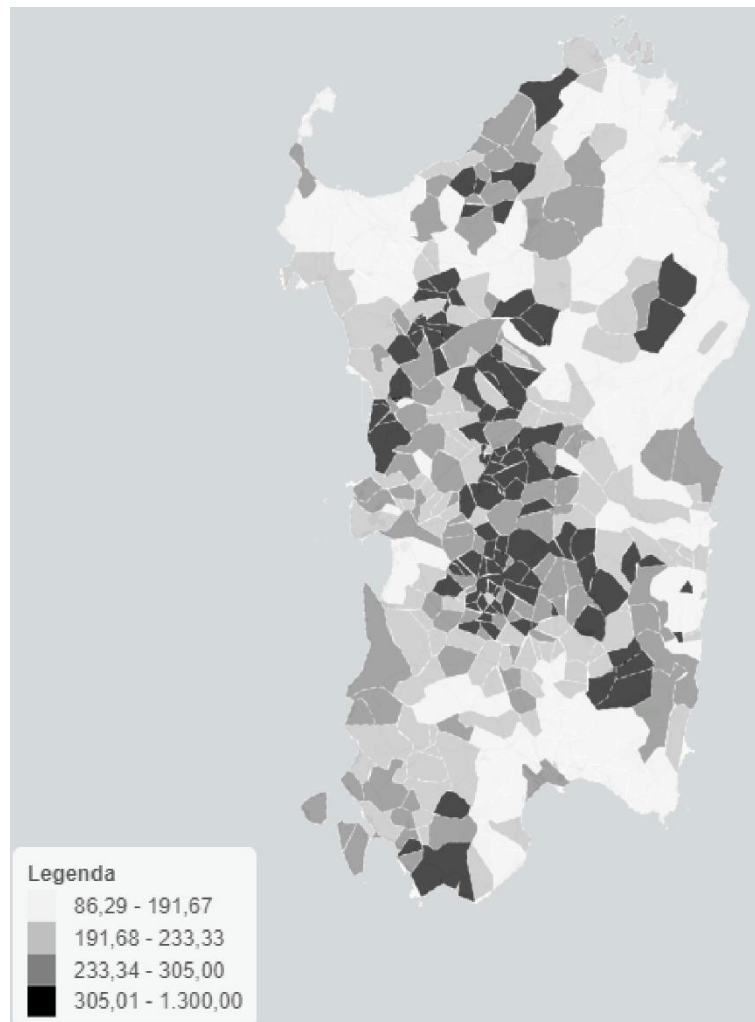 Legenda
86,29 - 191,67
191,68 - 233,33
233,34 - 305,00
305,01 - 1.300,00